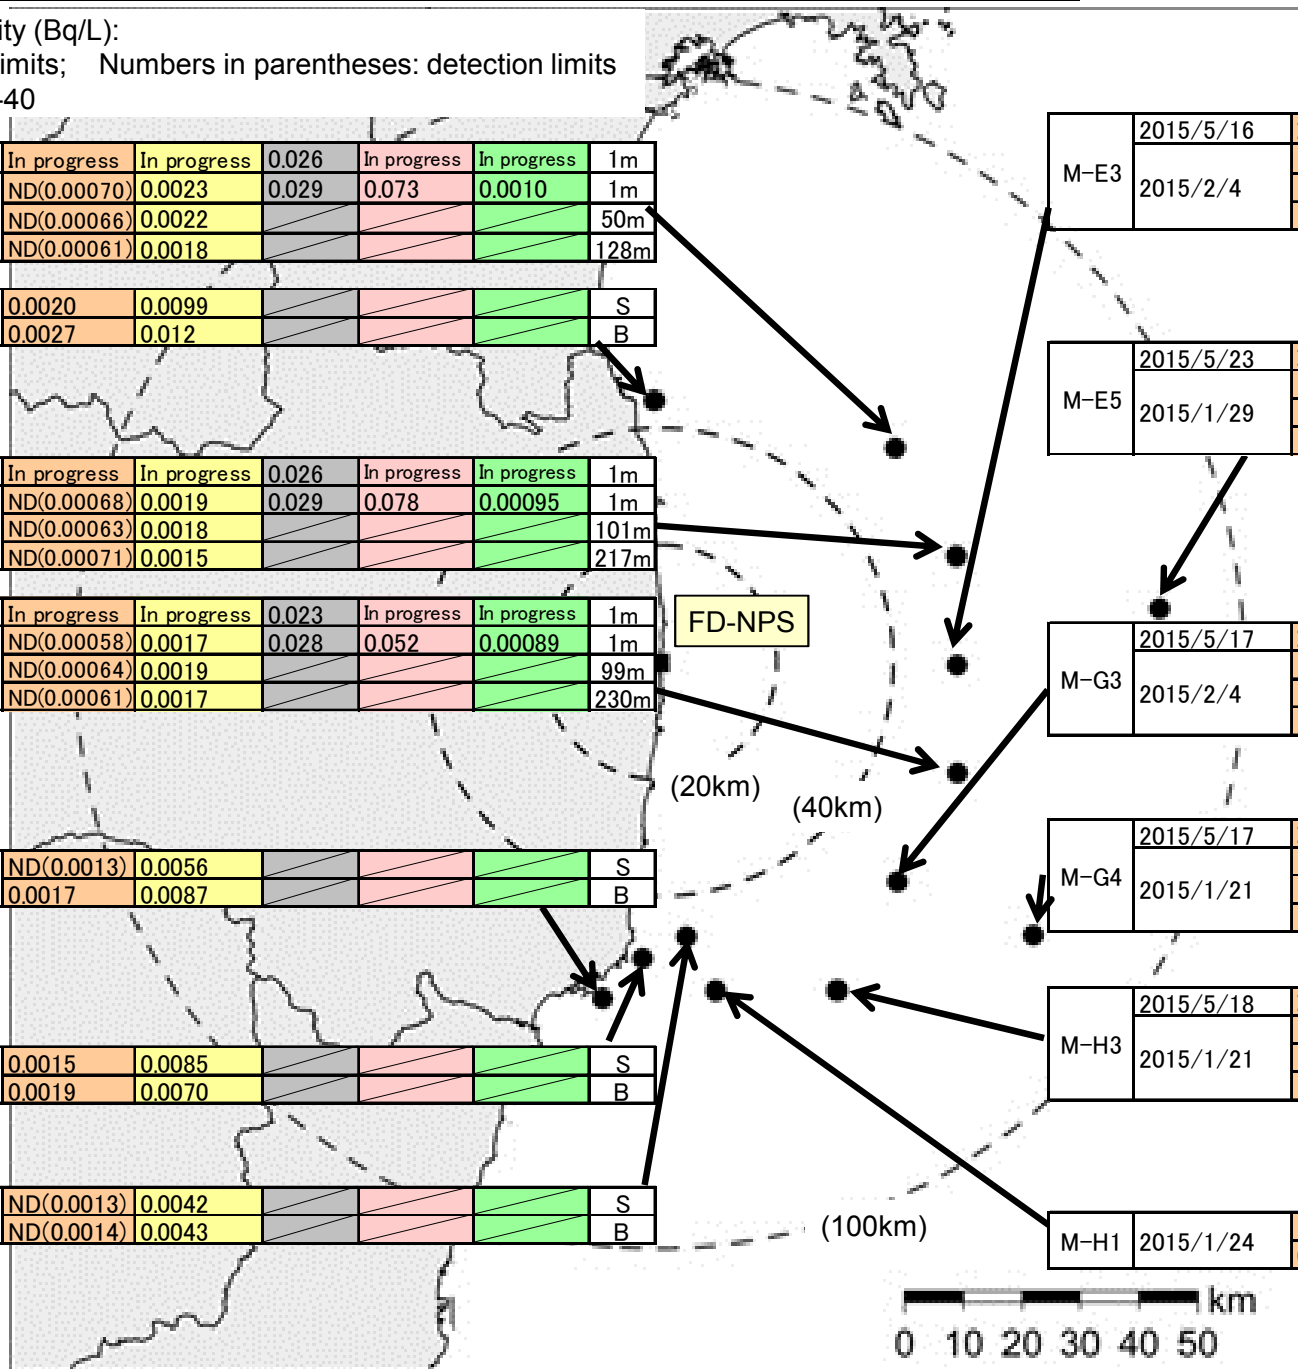 ity (Bq/L):
imits; Numbers in parentheses: detection limits
-40
In progress In progress 0.026 In progress In progress 1m
ND(0.00070) 0.0023 0.029 0.073 0.0010 1m
ND(0.00066) 0.0022 50m
ND(0.00061) 0.0018 128m
0.0020 0.0099 S
0.0027 0.012 B
In progress In progress 0.026 In progress In progress 1m
ND(0.00068) 0.0019 0.029 0.078 0.00095 1m
ND(0.00063) 0.0018 101m
ND(0.00071) 0.0015 217m
In progress In progress 0.023 In progress In progress 1m
ND(0.00058) 0.0017 0.028 0.052 0.00089 1m
ND(0.00064) 0.0019 99m
ND(0.00061) 0.0017 230m
ND(0.0013) 0.0056 S
0.0017 0.0087 B
0.0015 0.0085 S
0.0019 0.0070 B
ND(0.0013) 0.0042 S
ND(0.0014) 0.0043 B
FD-NPS
(20km)
(40km)
(100km)
M-E3 2015/5/16
2015/2/4
M-E5 2015/5/23
2015/1/29
M-G3 2015/5/17
2015/2/4
M-G4 2015/5/17
2015/1/21
M-H3 2015/5/18
2015/1/21
M-H1 2015/1/24
km
0 10 20 30 40 50